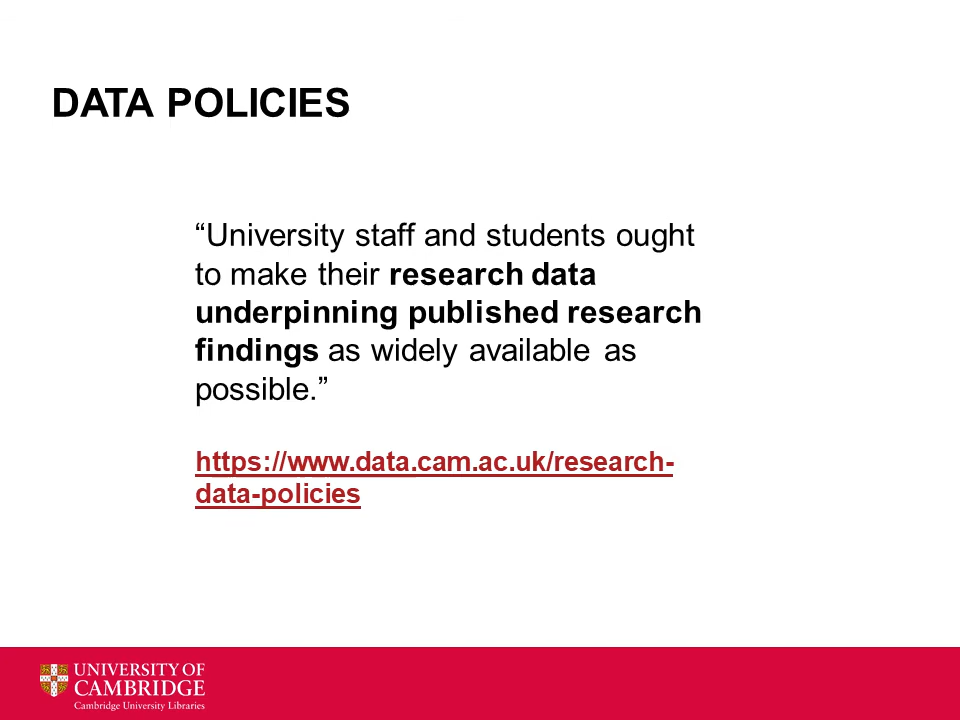 DATA POLICIES
“University staff and students ought
to make their research data
underpinning published research
findings as widely available as
possible.”
https://www.data.cam.ac.uk/research-
data-policies
UNIVERSITY OF
CAMBRIDGE
Cambridge University Libraries